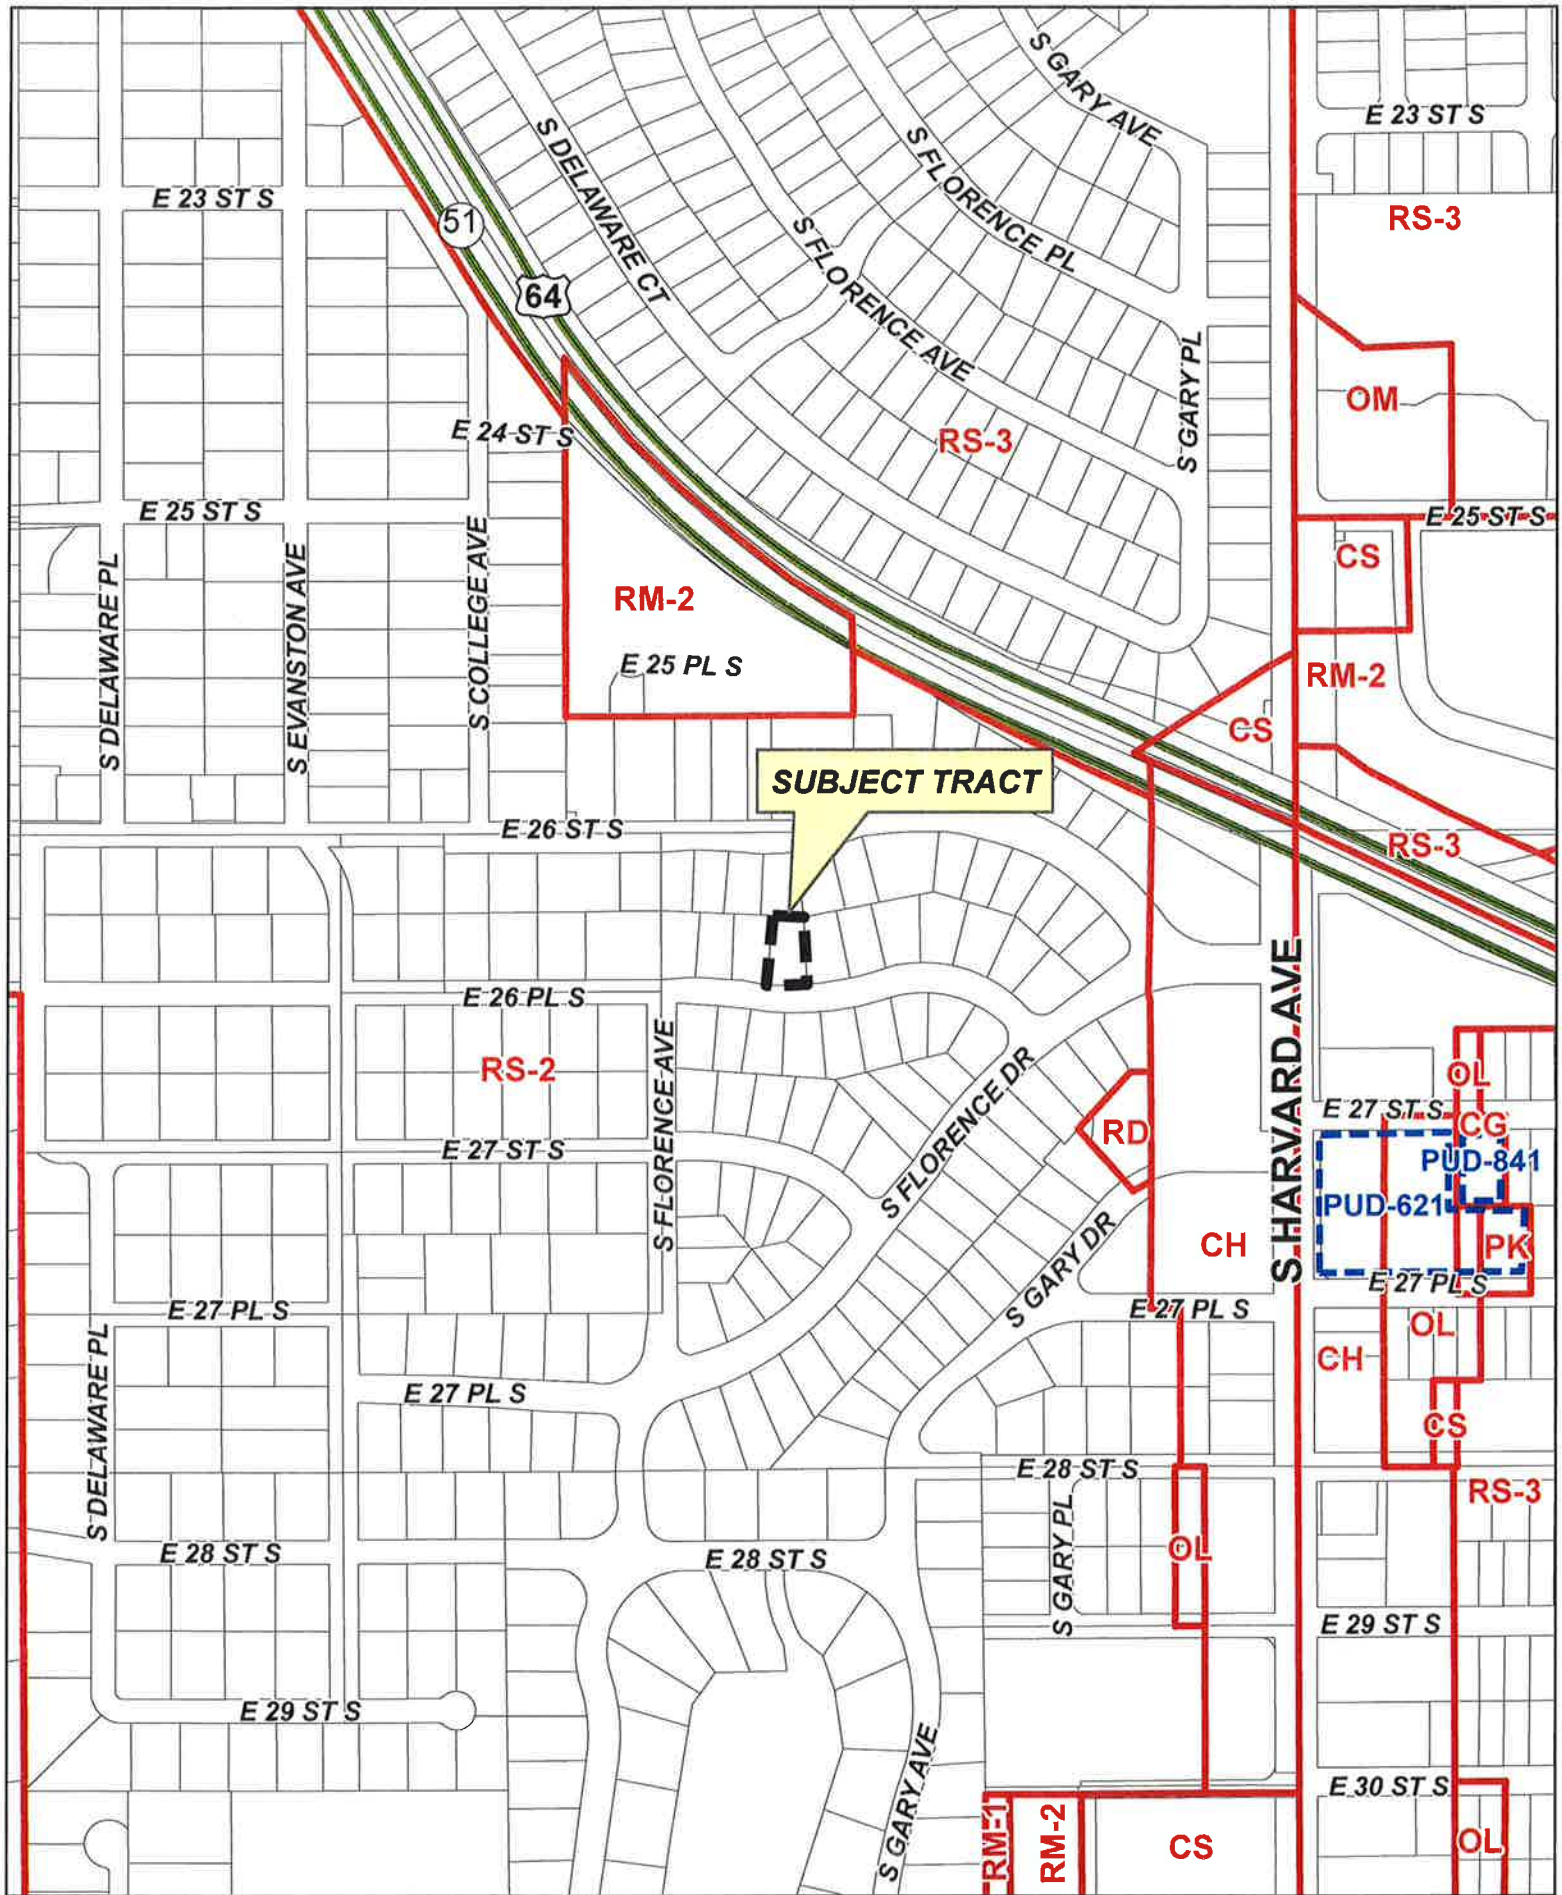 S GARY AVE
E 23 ST S
S DELAWARE CT
S FLORENCE PL
E 23 ST S
RS-3
51
S FLORENCE AVE
64
S GARY PL
OM
E 24 ST S
RS-3
E 25 ST S
E 25 ST S
CS
S DELAWARE PL
S EVANSTON AVE
S COLLEGE AVE
RM-2
E 25 PL S
RM-2
CS
SUBJECT TRACT
E 26 ST S
RS-3
E 26 PL S
S HARVARD AVE
RS-2
S FLORENCE AVE
S FLORENCE DR
OL
E 27 ST S
CG
RD
E 27 ST S
PUD-841
PUD-621
S GARY DR
CH
PK
E 27 PL S
E 27 PL S
E 27 PL S
OL
S DELAWARE PL
CH
E 27 PL S
CS
E 28 ST S
RS-3
S GARY PL
OL
E 28 ST S
E 28 ST S
E 29 ST S
E 29 ST S
S GARY AVE
E 30 ST S
RM-1
RM-2
CS
OL